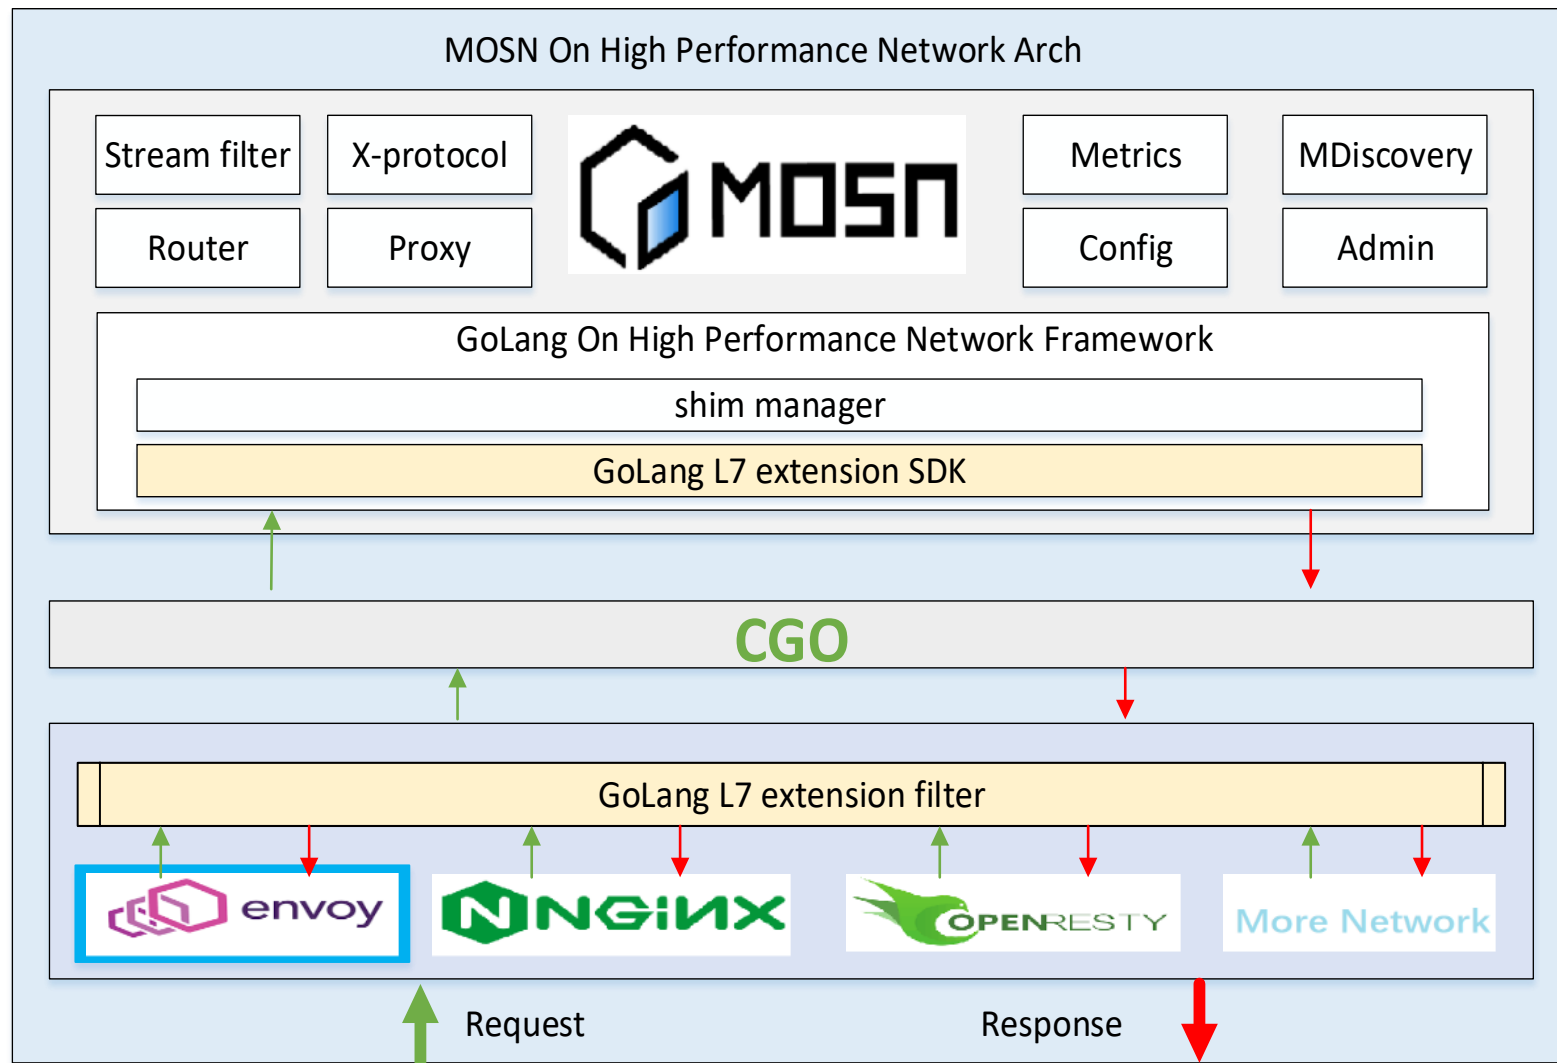 MOSN On High Performance Network Arch
Stream filter
X-protocol
MOSN
Metrics
MDiscovery
Router
Proxy
Config
Admin
GoLang On High Performance Network Framework
shim manager
GoLang L7 extension SDK
CGO
GoLang L7 extension filter
envoy
N NGiNX
OPENRESTY
More Network
Request
Response